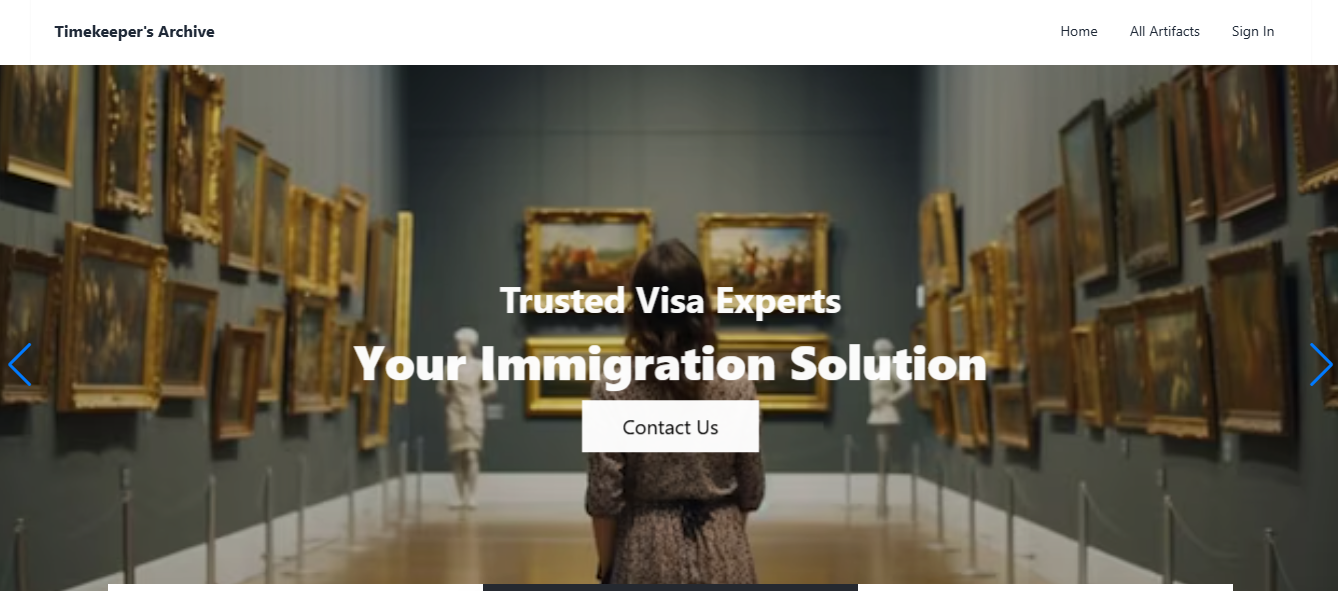 Timekeeper's Archive
Home All Artifacts Sign In
Trusted Visa Experts
Your Immigration Solution
Contact Us